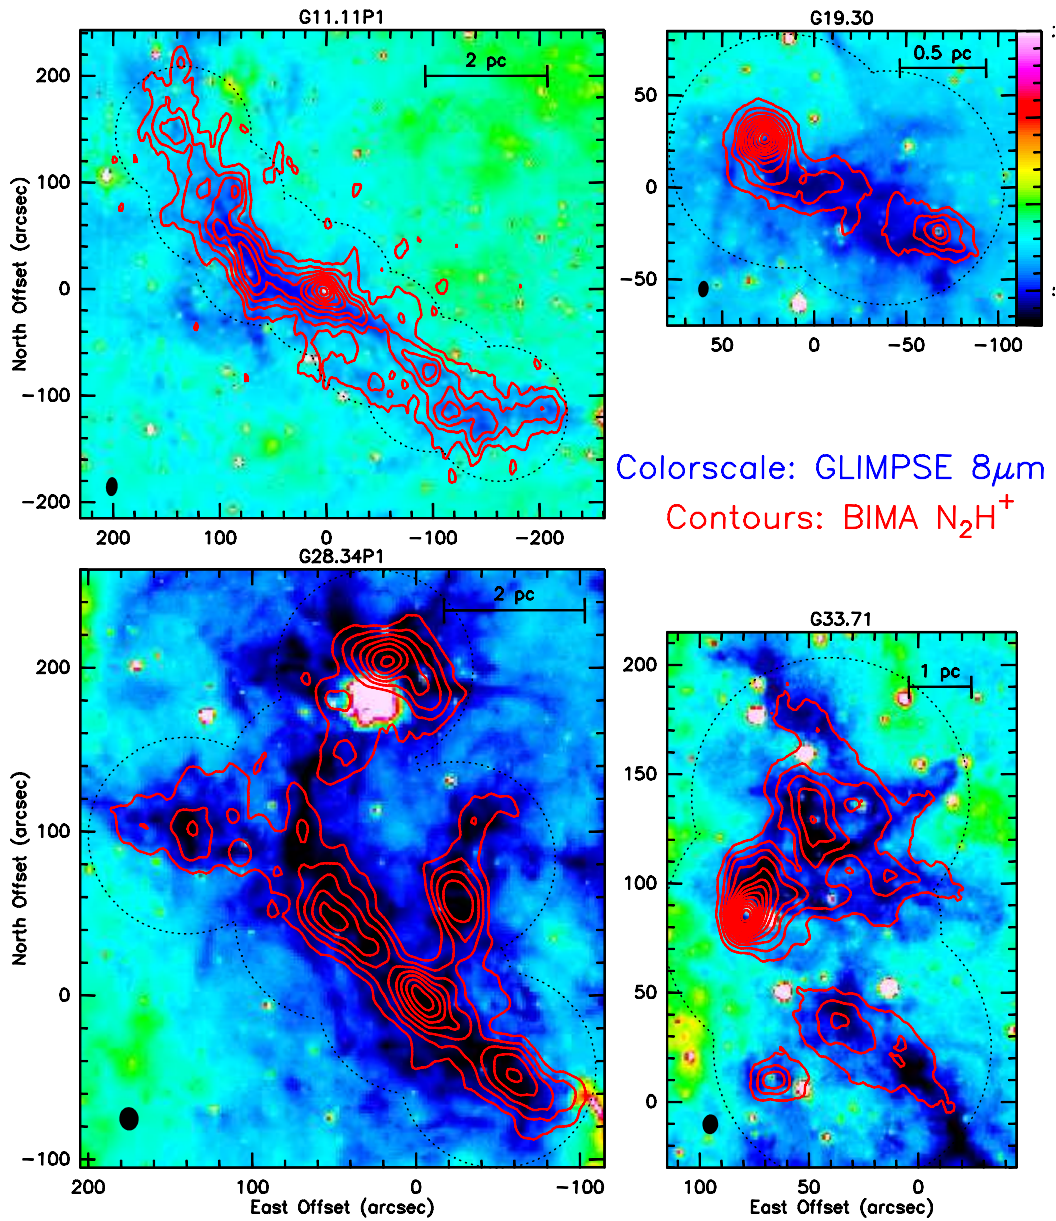 G11.11P1
2 pc
200
100
0
−100
−200
North Offset (arcsec)
200
100
0
−100
−200
G19.30
0.5 pc
50
0
−50
50
0
−50
−100
Colorscale: GLIMPSE 8μm
Contours: BIMA N₂H⁺
G28.34P1
2 pc
200
100
0
−100
North Offset (arcsec)
200
100
0
−100
East Offset (arcsec)
G33.71
1 pc
200
150
100
50
0
100
50
0
East Offset (arcsec)